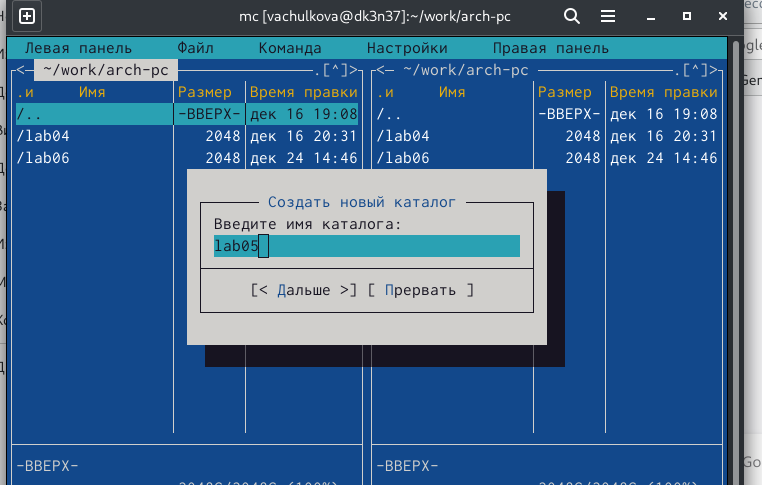 mc [vachulkova@dk3n37]:~/work/arch-pc
Левая панель Файл Команда Настройки Правая панель
<— ~/work/arch-pc .[^]> <— ~/work/arch-pc .[^]>
.и Имя Размер Время правки .и Имя Размер Время правки
/.. -ВВЕРХ- дек 16 19:08 /.. -ВВЕРХ- дек 16 19:08
/lab04 2048 дек 16 20:31 /lab04 2048 дек 16 20:31
/lab06 2048 дек 24 14:46 /lab06 2048 дек 24 14:46
Создать новый каталог
Введите имя каталога:
lab05
[< Дальше >] [ Прервать ]
-ВВЕРХ- -ВВЕРХ-